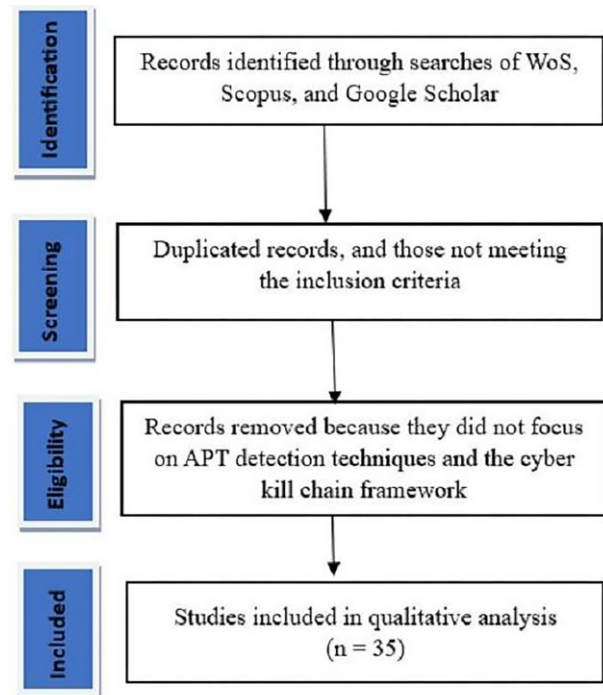 Identification
Records identified through searches of WoS,
Scopus, and Google Scholar
Screening
Duplicated records, and those not meeting
the inclusion criteria
Eligibility
Records removed because they did not focus
on APT detection techniques and the cyber
kill chain framework
Included
Studies included in qualitative analysis
(n = 35)